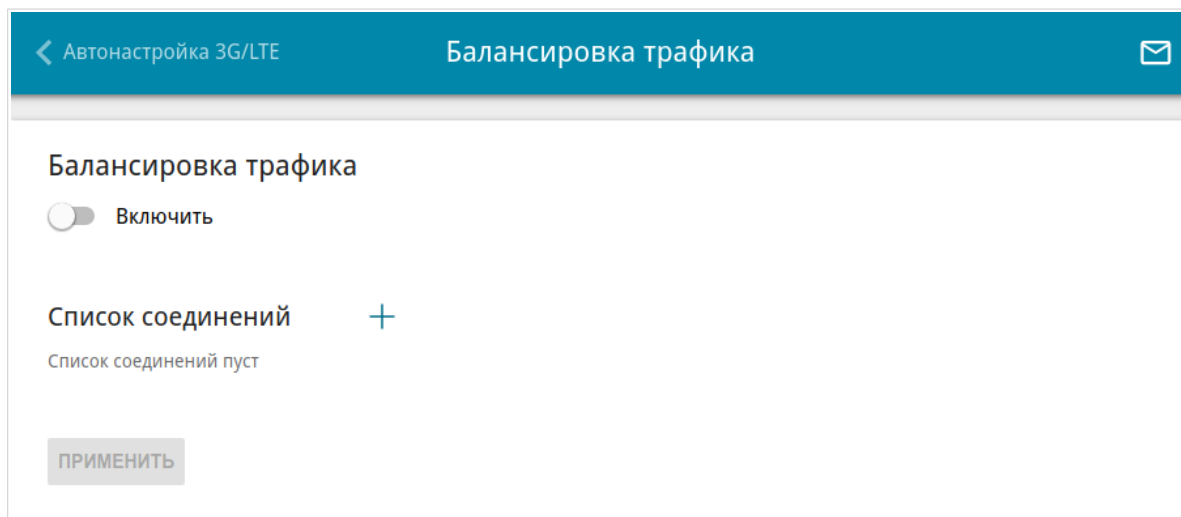 Автонастройка 3G/LTE
Балансировка трафика
Балансировка трафика
Включить
Список соединений
Список соединений пуст
ПРИМЕНИТЬ